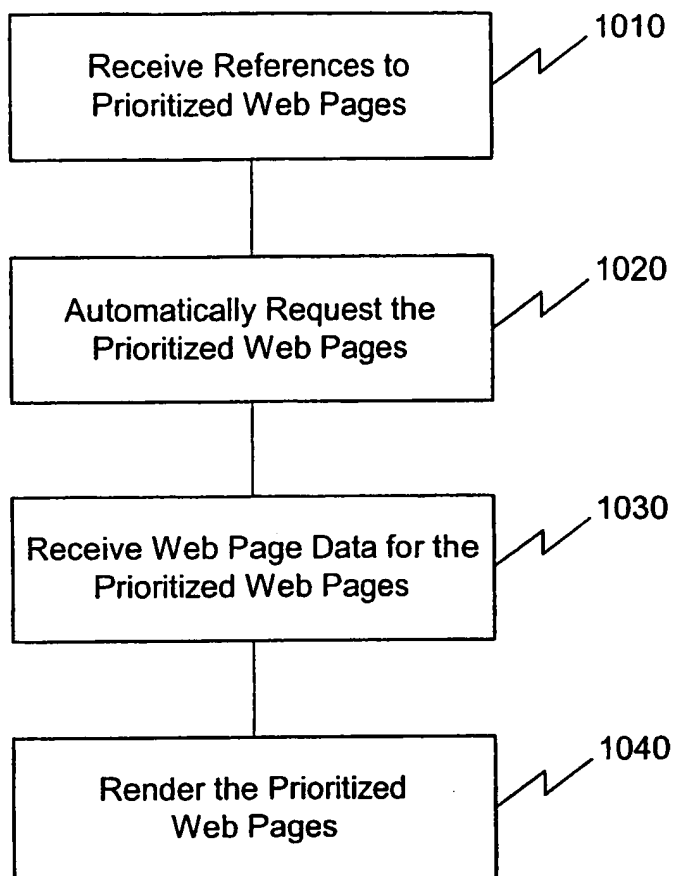 1010
Receive References to
Prioritized Web Pages
1020
Automatically Request the
Prioritized Web Pages
1030
Receive Web Page Data for the
Prioritized Web Pages
1040
Render the Prioritized
Web Pages